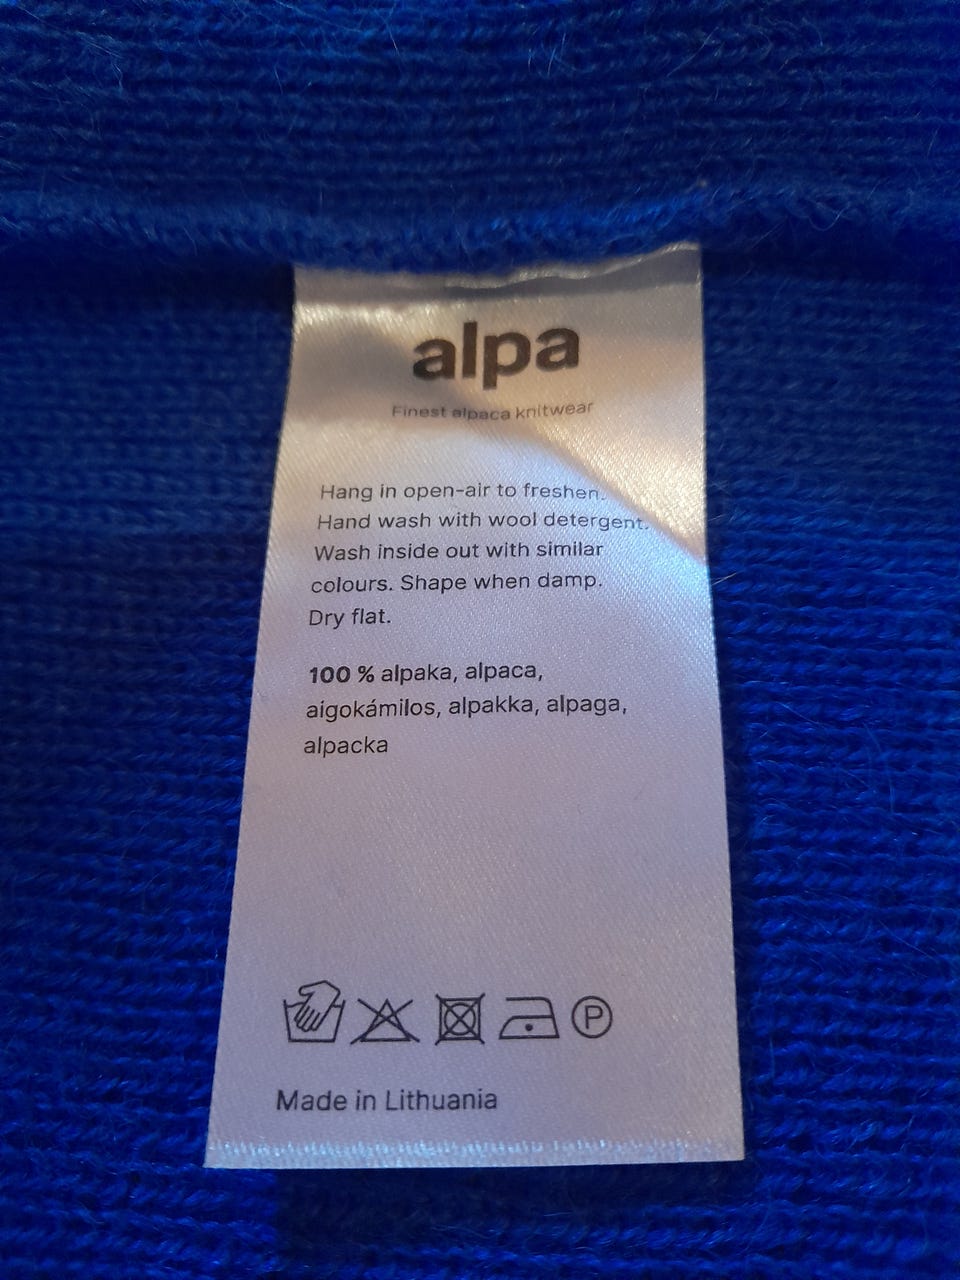 alpa
Finest alpaca knitwear
Hang in open-air to freshen.
Hand wash with wool detergent.
Wash inside out with similar
colours. Shape when damp.
Dry flat.
100 % alpaka, alpaca,
aigokámilos, alpakka, alpaga,
alpacka
P
Made in Lithuania